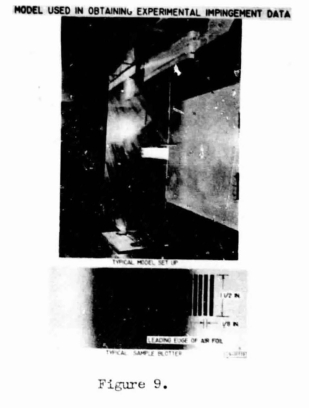 MODEL USED IN OBTAINING EXPERIMENTAL IMPINGEMENT DATA
TYPICAL MODEL SET UP
1 1/2 IN.
1/8 IN.
LEADING EDGE OF AIR FOIL
TYPICAL SAMPLE BLOTTER
Figure 9.